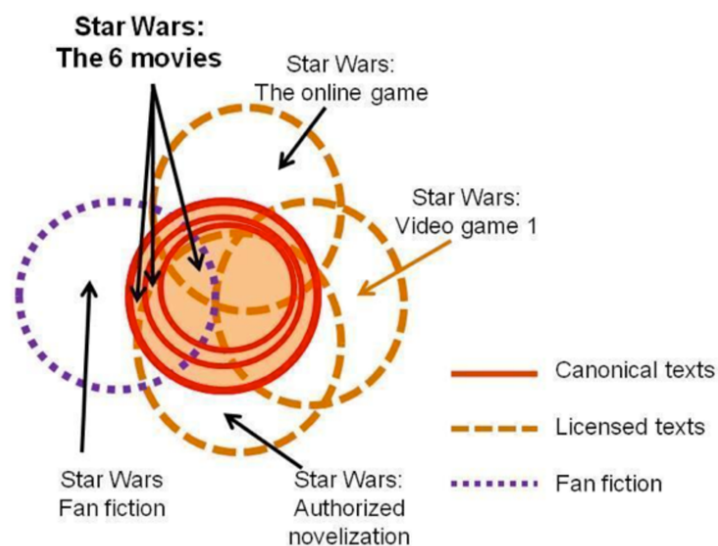 Star Wars:
The 6 movies
Star Wars:
The online game
Star Wars:
Video game 1
Canonical texts
Licensed texts
Fan fiction
Star Wars
Fan fiction
Star Wars:
Authorized
novelization